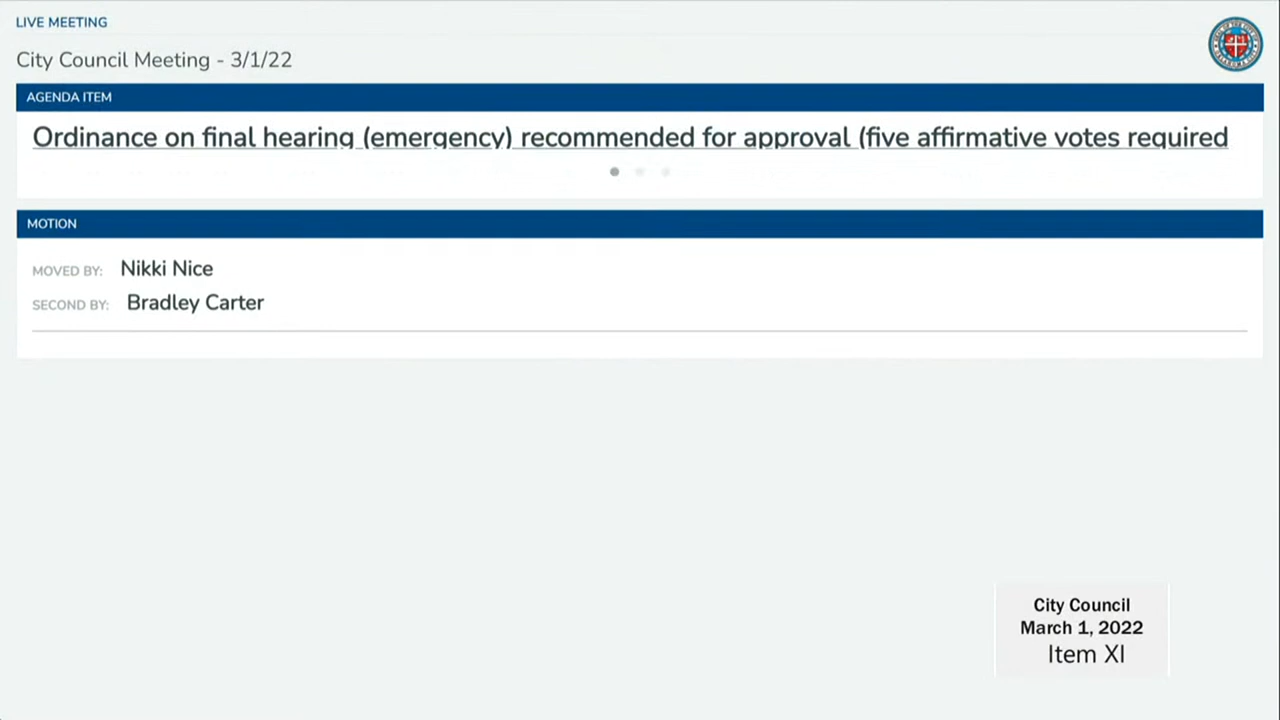 LIVE MEETING
City Council Meeting - 3/1/22
AGENDA ITEM
Ordinance on final hearing (emergency) recommended for approval (five affirmative votes required
MOTION
MOVED BY: Nikki Nice
SECOND BY: Bradley Carter
City Council
March 1, 2022
Item XI